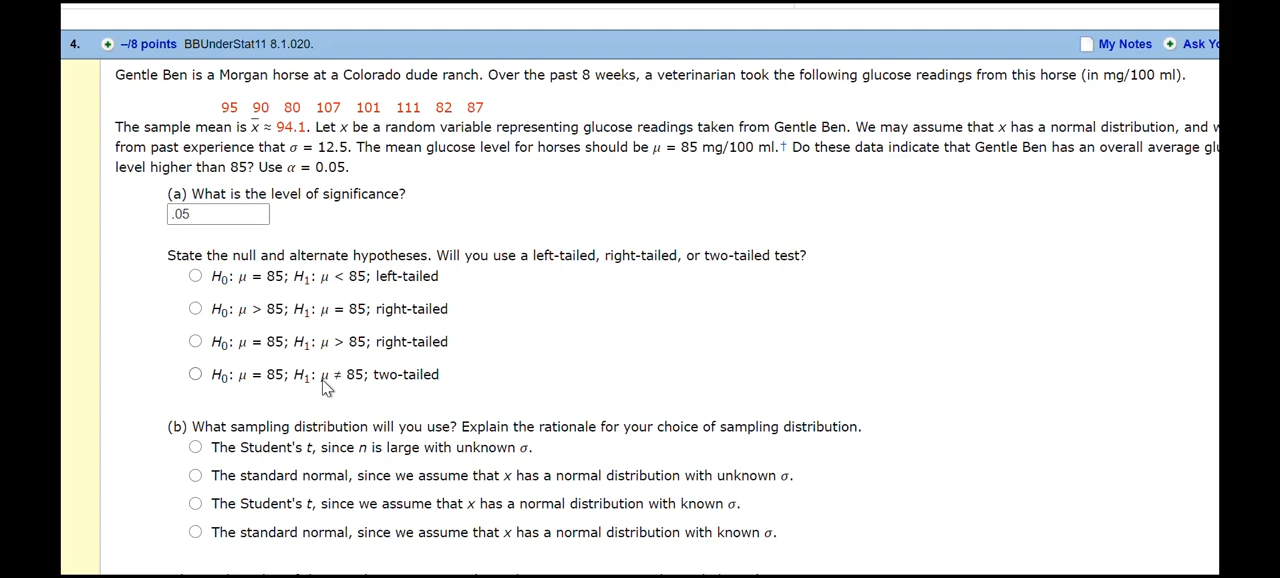 4. –/8 points BBUnderStat11 8.1.020. My Notes Ask
Gentle Ben is a Morgan horse at a Colorado dude ranch. Over the past 8 weeks, a veterinarian took the following glucose readings from this horse (in mg/100 ml).
95 90 80 107 101 111 82 87
The sample mean is x̅ ≈ 94.1. Let x be a random variable representing glucose readings taken from Gentle Ben. We may assume that x has a normal distribution, and
from past experience that σ = 12.5. The mean glucose level for horses should be μ = 85 mg/100 ml.† Do these data indicate that Gentle Ben has an overall average
level higher than 85? Use α = 0.05.
(a) What is the level of significance?
.05
State the null and alternate hypotheses. Will you use a left-tailed, right-tailed, or two-tailed test?
H₀: μ = 85; H₁: μ < 85; left-tailed
H₀: μ > 85; H₁: μ = 85; right-tailed
H₀: μ = 85; H₁: μ > 85; right-tailed
H₀: μ = 85; H₁: μ ≠ 85; two-tailed
(b) What sampling distribution will you use? Explain the rationale for your choice of sampling distribution.
The Student's t, since n is large with unknown σ.
The standard normal, since we assume that x has a normal distribution with unknown σ.
The Student's t, since we assume that x has a normal distribution with known σ.
The standard normal, since we assume that x has a normal distribution with known σ.